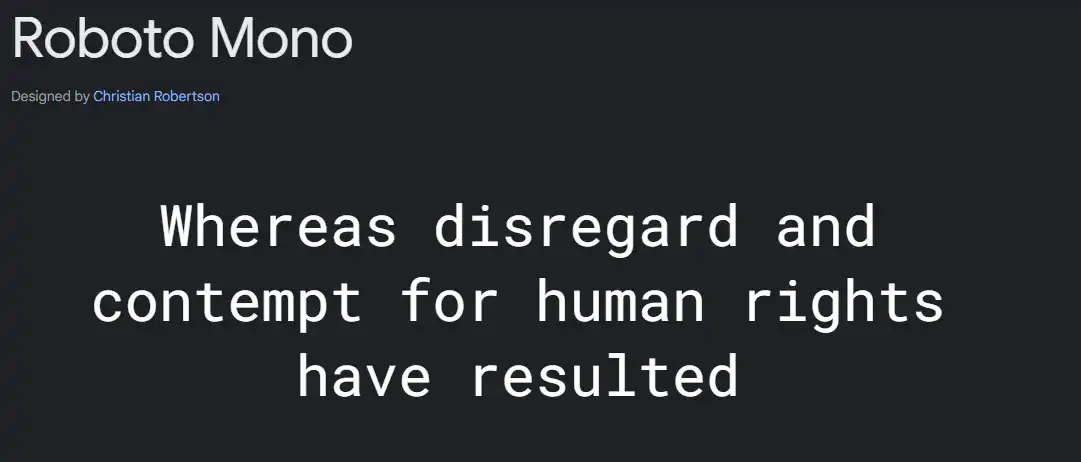 Roboto Mono
Designed by Christian Robertson
Whereas disregard and
contempt for human rights
have resulted